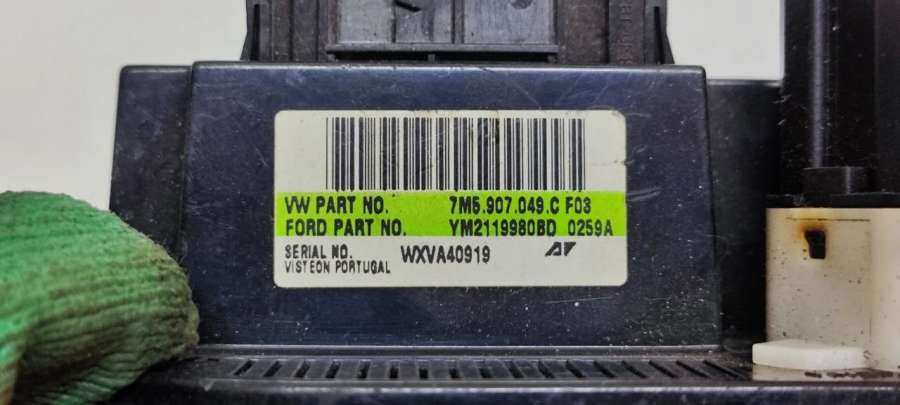 VW PART NO. 7M5.907.049.C F03
FORD PART NO. YM2119980BD 0259A
SERIAL NO. WXVA40919
VISTEON PORTUGAL